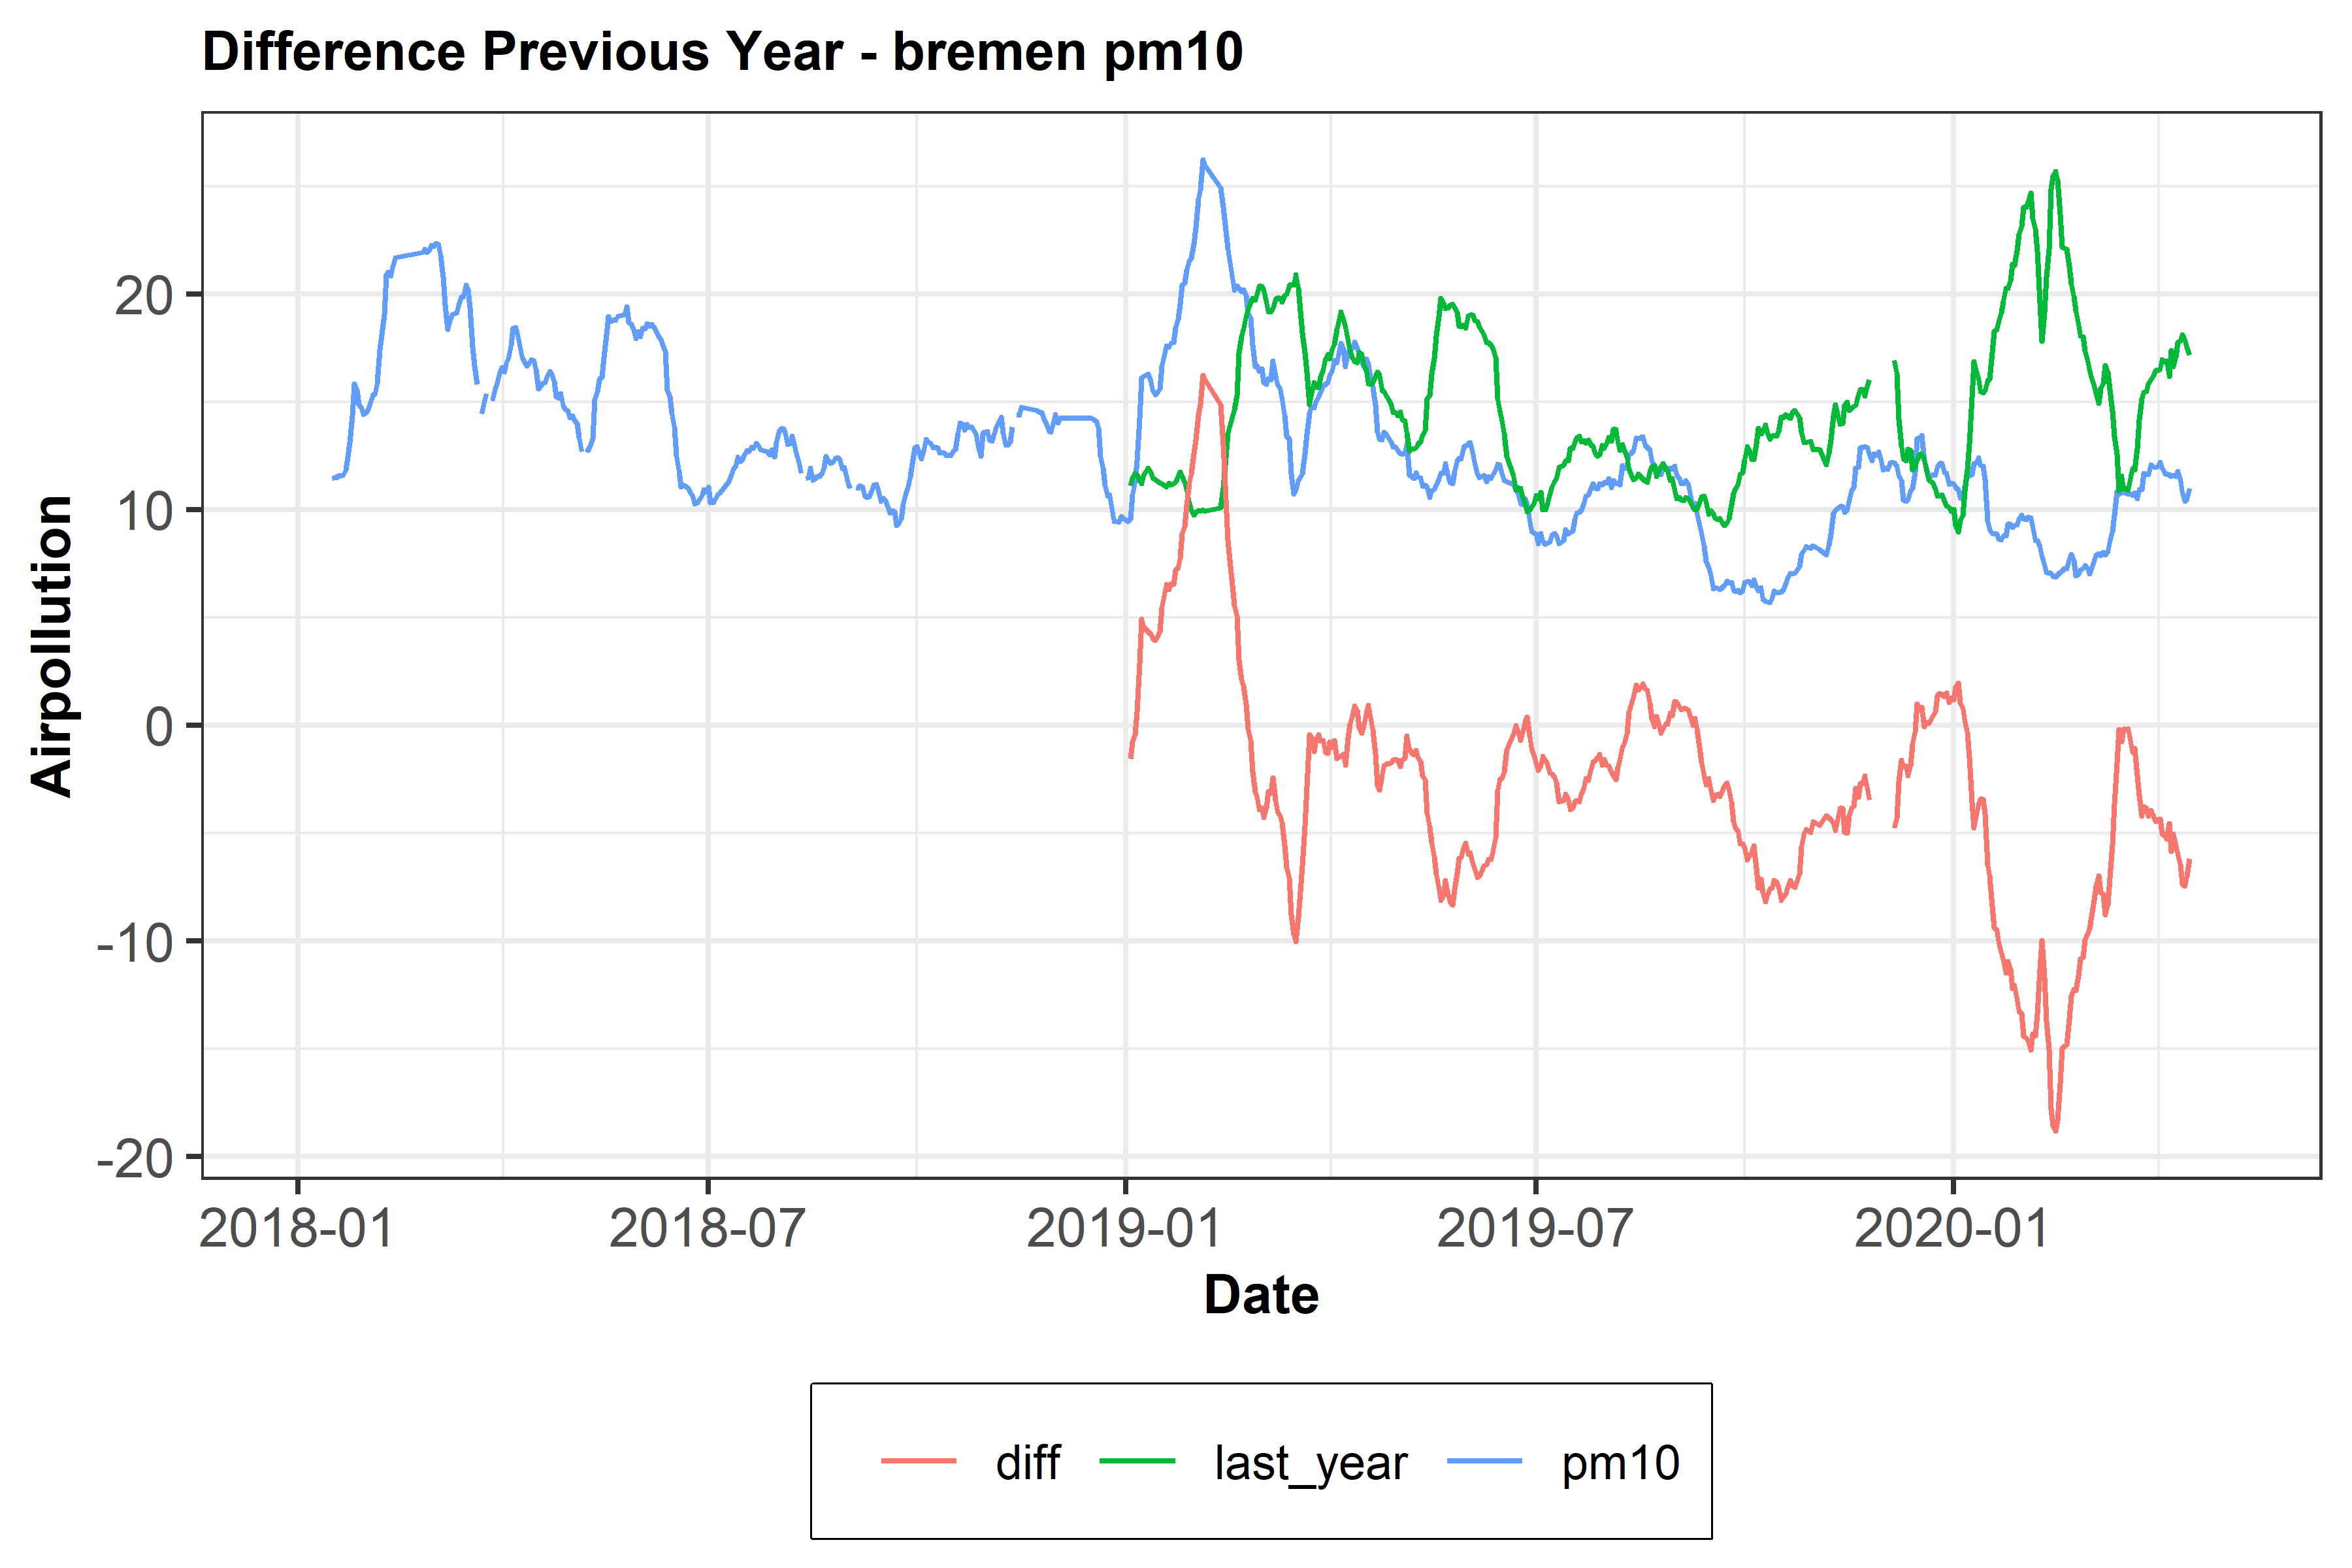 Difference Previous Year - bremen pm10
Airpollution
20
10
0
-10
-20
2018-01 2018-07 2019-01 2019-07 2020-01
Date
diff last_year pm10